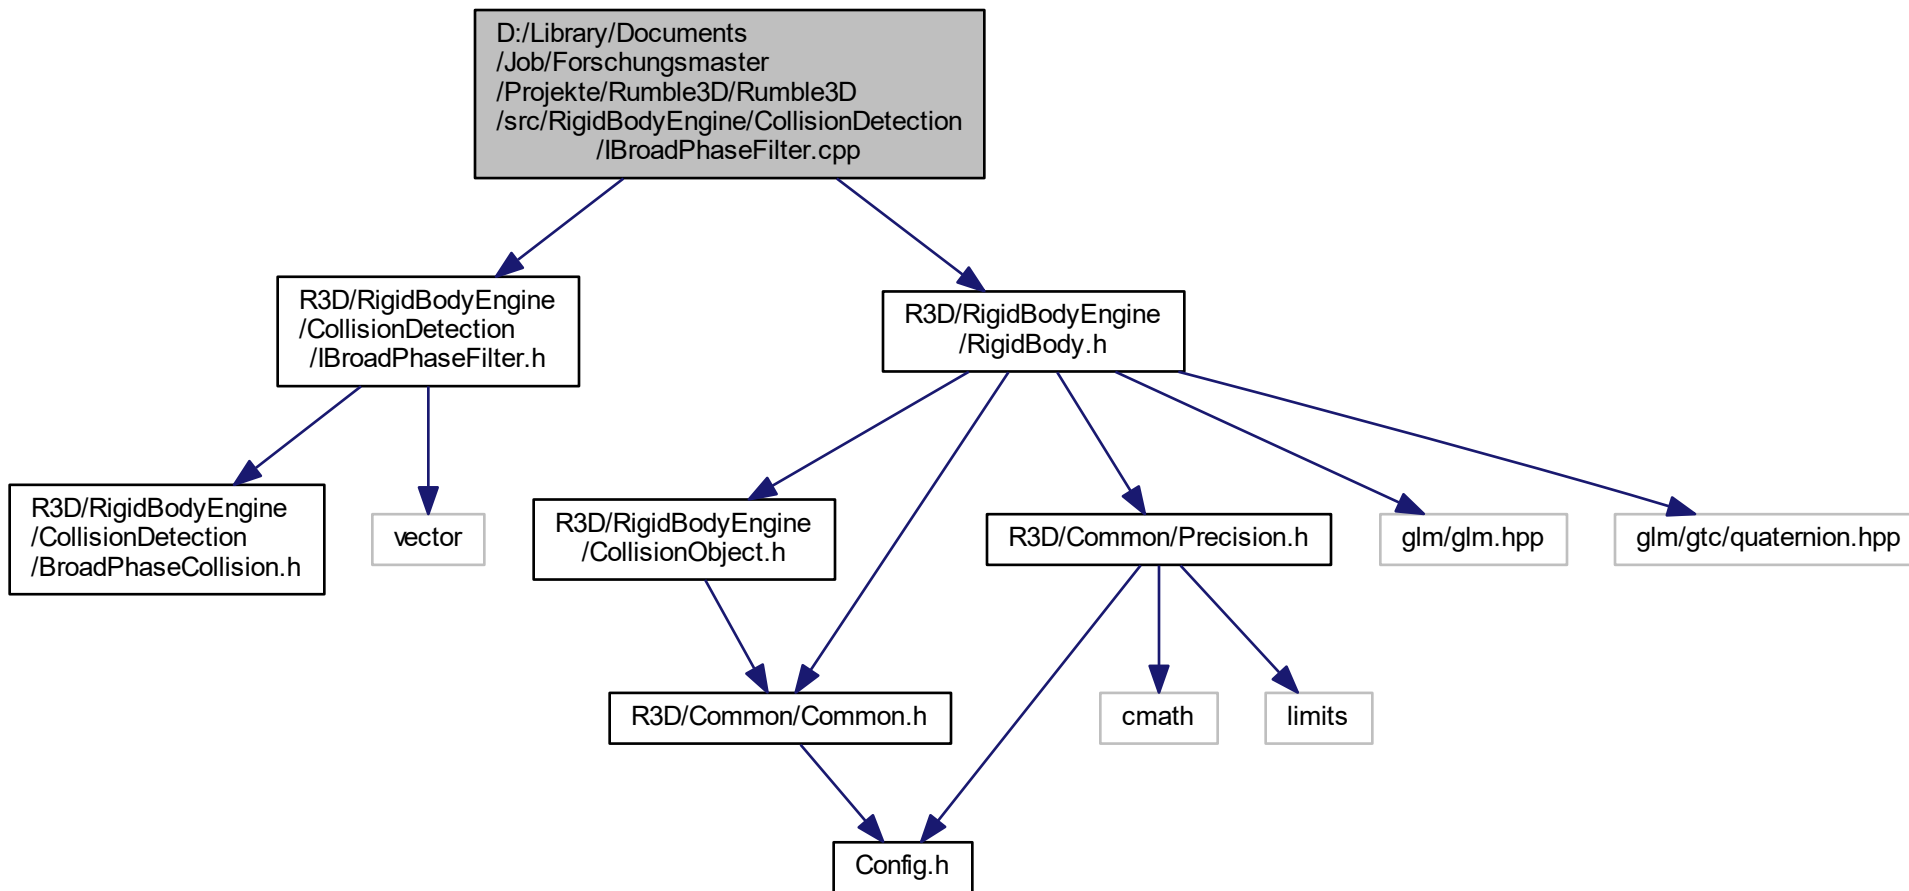 D:/Library/Documents
/Job/Forschungsmaster
/Projekte/Rumble3D/Rumble3D
/src/RigidBodyEngine/CollisionDetection
/IBroadPhaseFilter.cpp
R3D/RigidBodyEngine
/CollisionDetection
/IBroadPhaseFilter.h
R3D/RigidBodyEngine
/RigidBody.h
R3D/RigidBodyEngine
/CollisionDetection
/BroadPhaseCollision.h
vector
R3D/RigidBodyEngine
/CollisionObject.h
R3D/Common/Precision.h
glm/glm.hpp
glm/gtc/quaternion.hpp
R3D/Common/Common.h
cmath
limits
Config.h